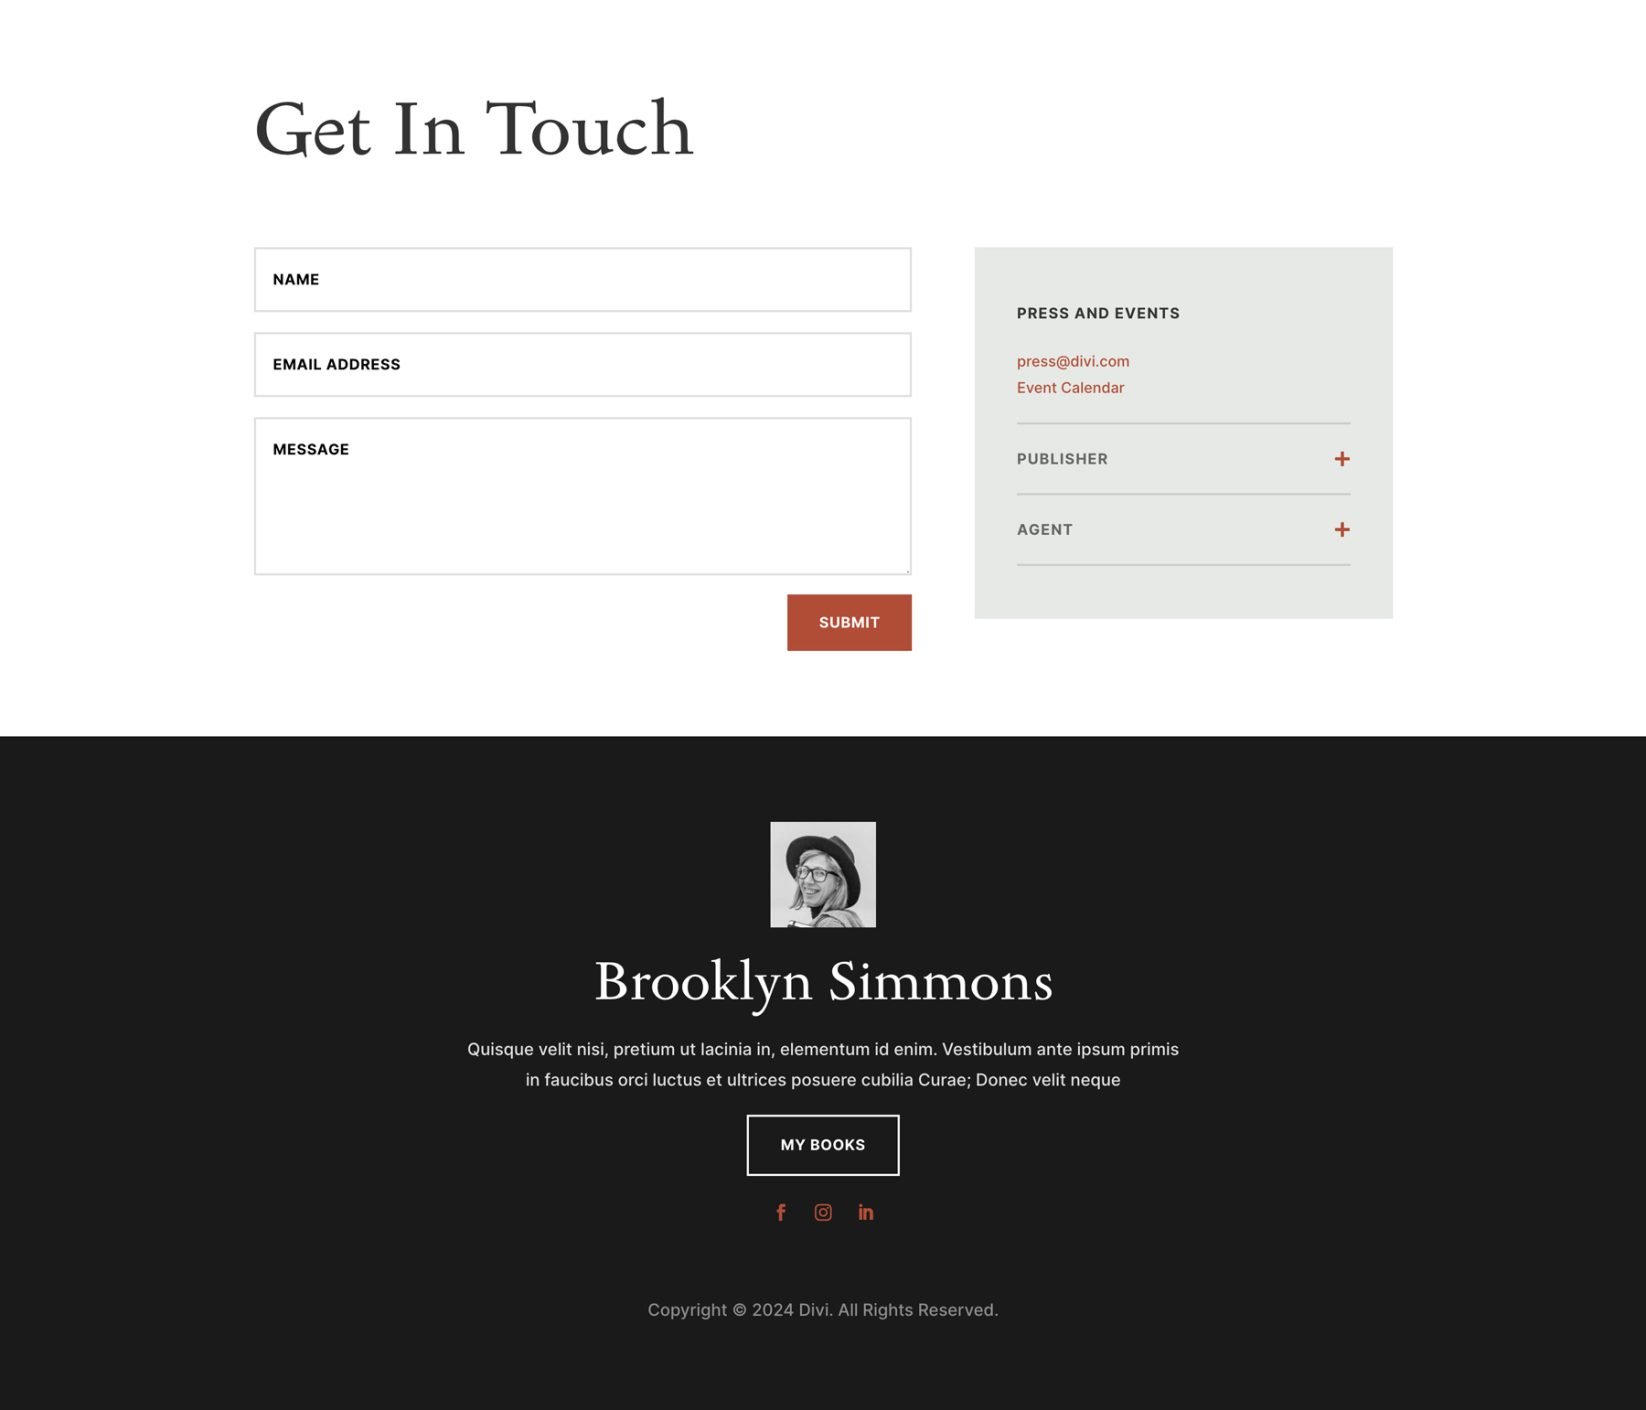 Get In Touch
NAME
EMAIL ADDRESS
MESSAGE
SUBMIT
PRESS AND EVENTS
press@divi.com
Event Calendar
PUBLISHER
AGENT
Brooklyn Simmons
Quisque velit nisi, pretium ut lacinia in, elementum id enim. Vestibulum ante ipsum primis
in faucibus orci luctus et ultrices posuere cubilia Curae; Donec velit neque
MY BOOKS
Copyright © 2024 Divi. All Rights Reserved.